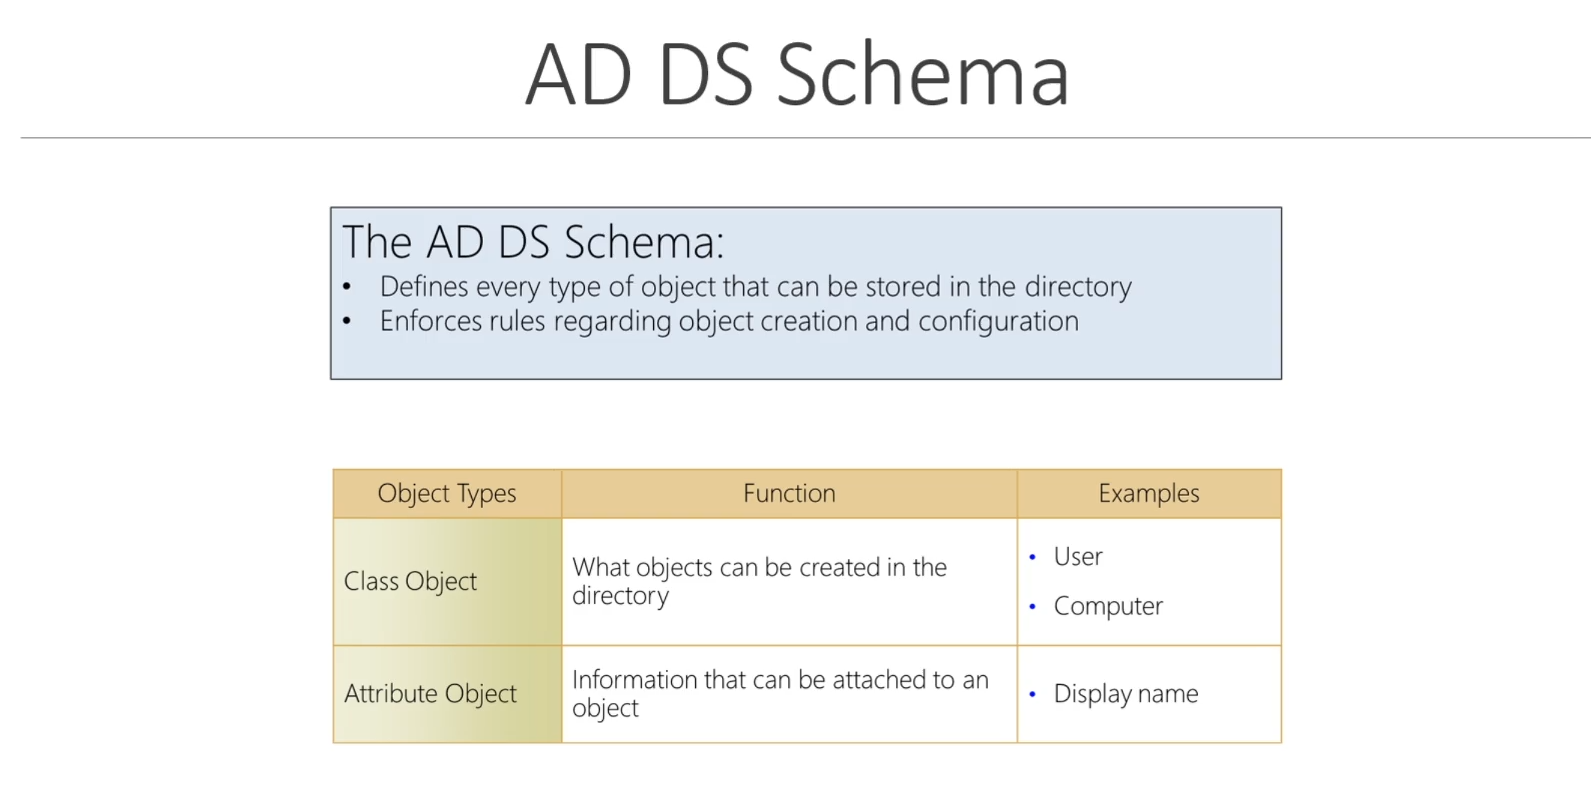 AD DS Schema
The AD DS Schema:
• Defines every type of object that can be stored in the directory
• Enforces rules regarding object creation and configuration
Object Types
Function
Examples
Class Object
What objects can be created in the
directory
• User
• Computer
Attribute Object
Information that can be attached to an
object
• Display name